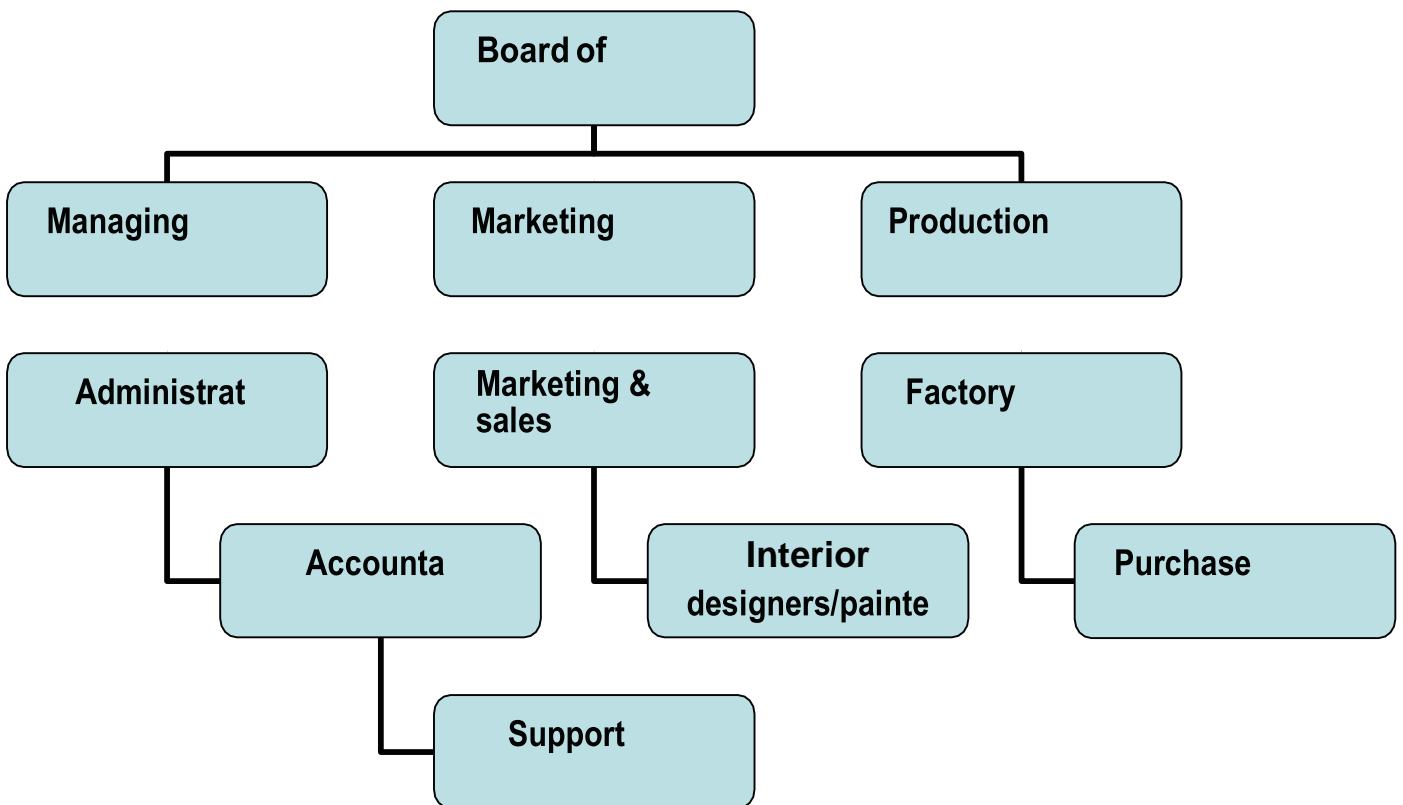 Board of
Managing
Marketing
Production
Administrat
Marketing &
sales
Factory
Accounta
Interior
designers/painte
Purchase
Support